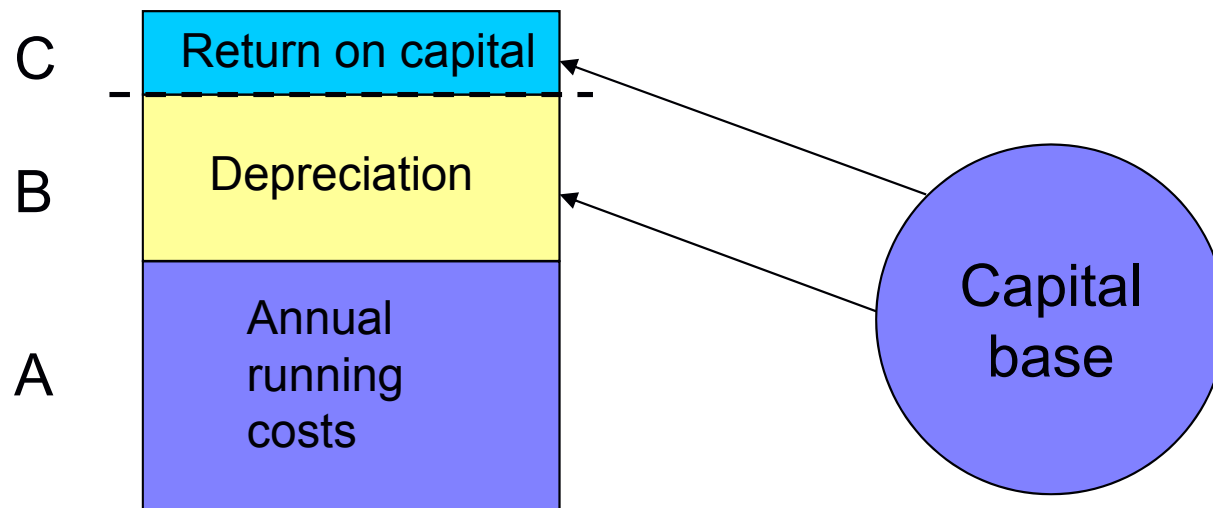 C
Return on capital
B
Depreciation
A
Annual
running
costs
Capital
base